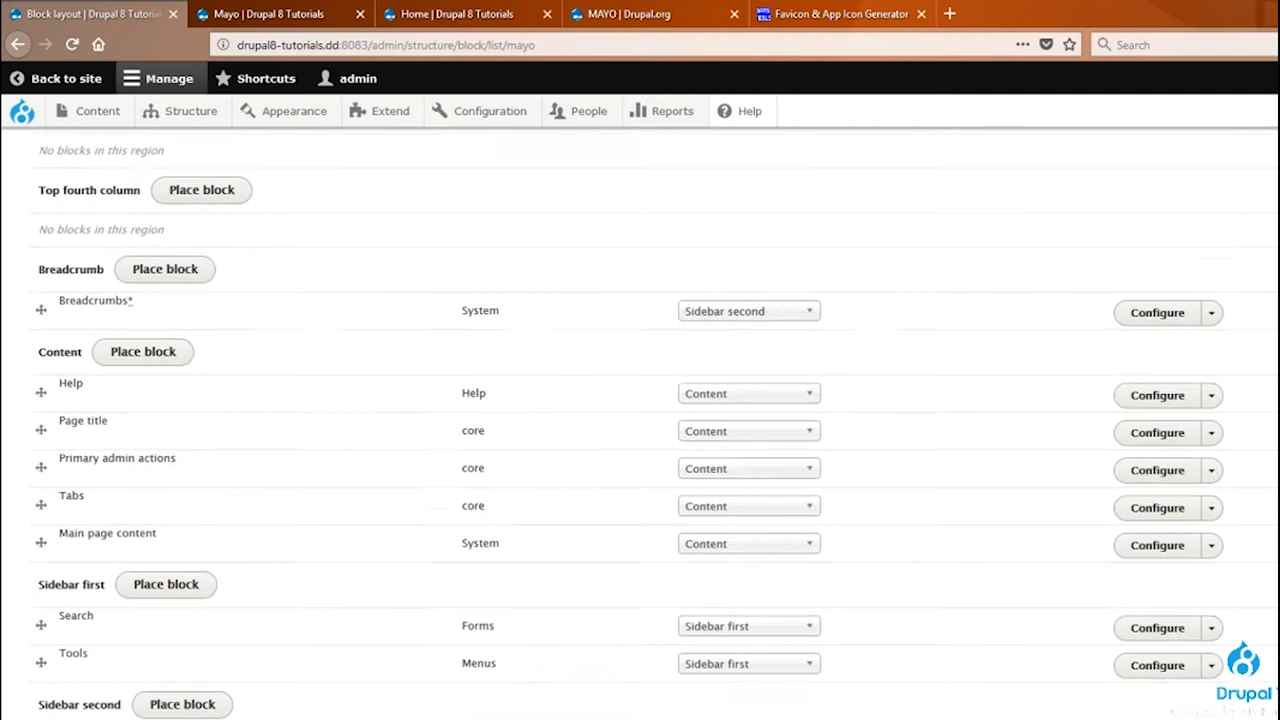 Block layout | Drupal 8 Tutorials
Mayo | Drupal 8 Tutorials
Home | Drupal 8 Tutorials
MAYO | Drupal.org
Favicon & App Icon Generator
drupal8-tutorials.dd:8083/admin/structure/block/list/mayo
Search
Back to site
Manage
Shortcuts
admin
Content
Structure
Appearance
Extend
Configuration
People
Reports
Help
No blocks in this region
Top fourth column
Place block
No blocks in this region
Breadcrumb
Place block
Breadcrumbs*
System
Sidebar second
Configure
Content
Place block
Help
Help
Content
Configure
Page title
core
Content
Configure
Primary admin actions
core
Content
Configure
Tabs
core
Content
Configure
Main page content
System
Content
Configure
Sidebar first
Place block
Search
Forms
Sidebar first
Configure
Tools
Menus
Sidebar first
Configure
Sidebar second
Place block
Drupal